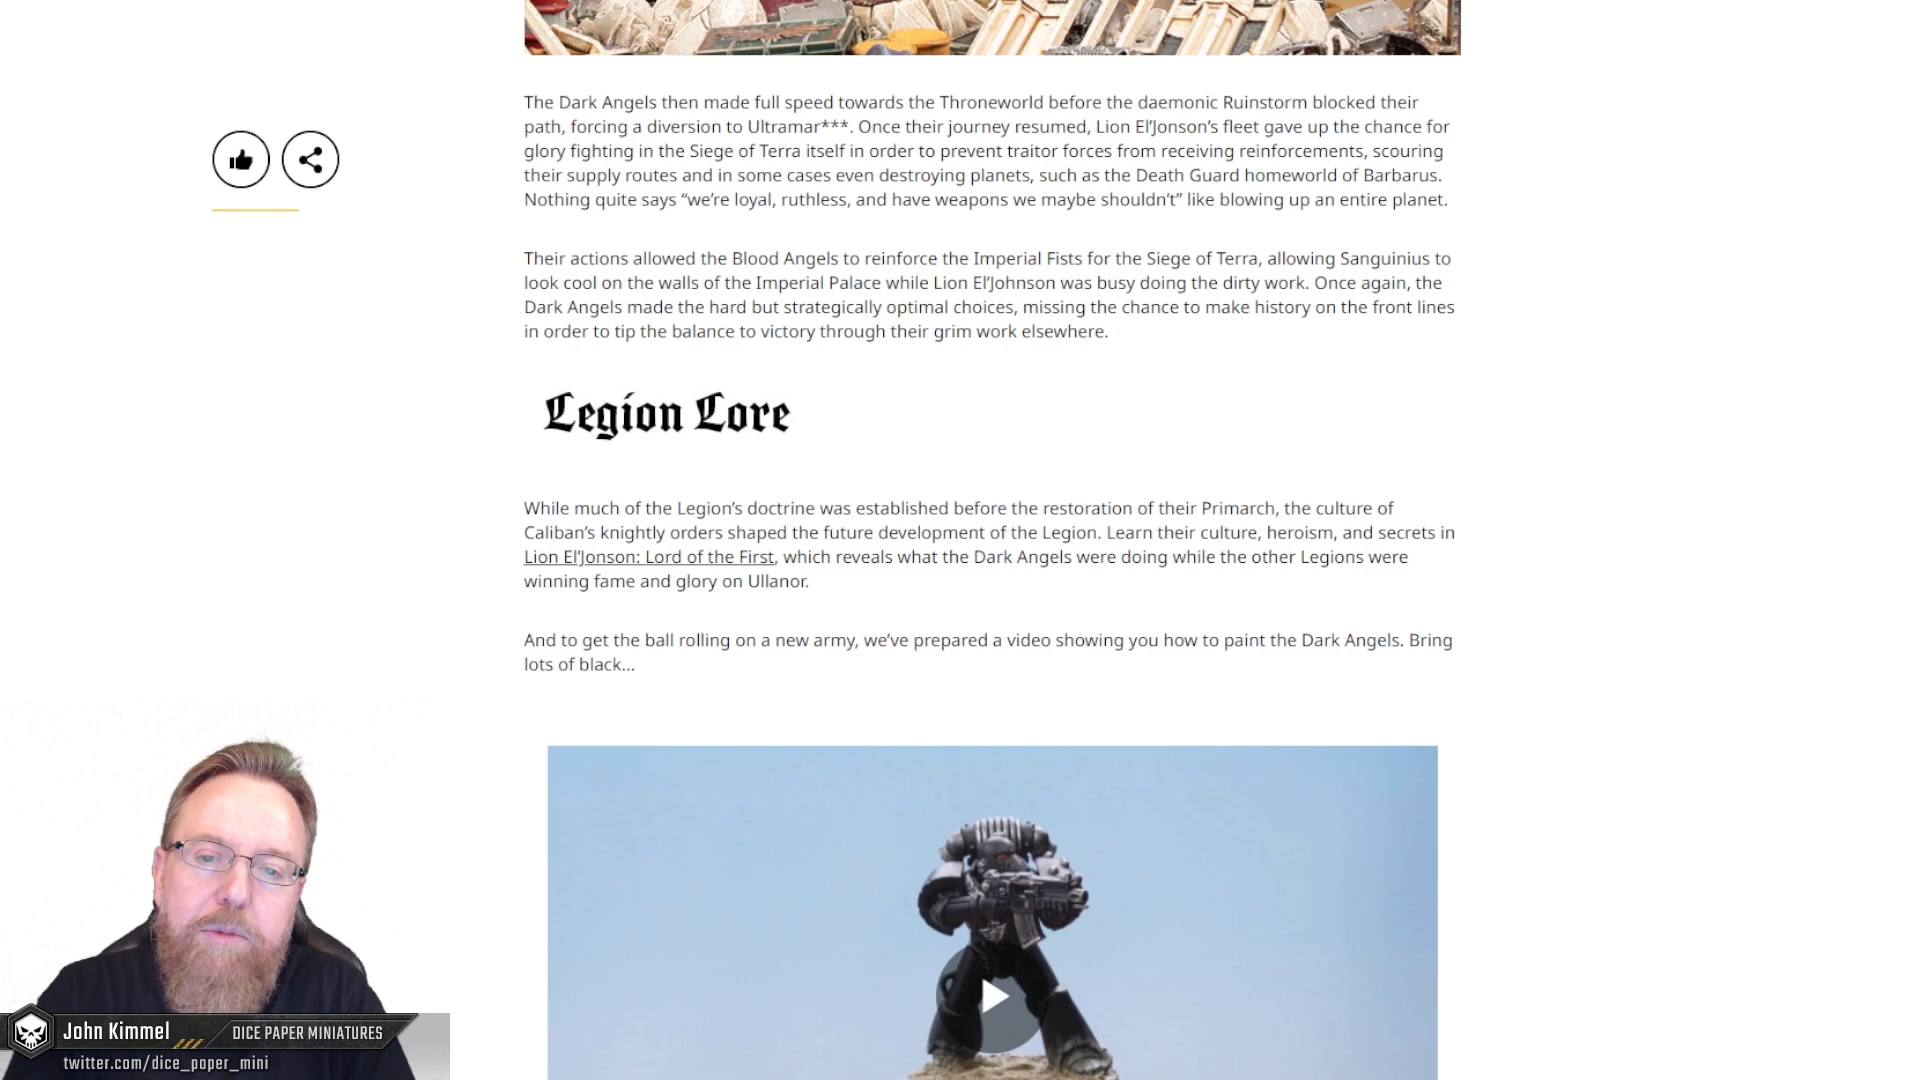 The Dark Angels then made full speed towards the Throneworld before the daemonic Ruinstorm blocked their
path, forcing a diversion to Ultramar***. Once their journey resumed, Lion El’Jonson’s fleet gave up the chance for
glory fighting in the Siege of Terra itself in order to prevent traitor forces from receiving reinforcements, scouring
their supply routes and in some cases even destroying planets, such as the Death Guard homeworld of Barbarus.
Nothing quite says “we’re loyal, ruthless, and have weapons we maybe shouldn’t” like blowing up an entire planet.
Their actions allowed the Blood Angels to reinforce the Imperial Fists for the Siege of Terra, allowing Sanguinius to
look cool on the walls of the Imperial Palace while Lion El’Johnson was busy doing the dirty work. Once again, the
Dark Angels made the hard but strategically optimal choices, missing the chance to make history on the front lines
in order to tip the balance to victory through their grim work elsewhere.
Legion Lore
While much of the Legion’s doctrine was established before the restoration of their Primarch, the culture of
Caliban’s knightly orders shaped the future development of the Legion. Learn their culture, heroism, and secrets in
Lion El’Jonson: Lord of the First, which reveals what the Dark Angels were doing while the other Legions were
winning fame and glory on Ullanor.
And to get the ball rolling on a new army, we’ve prepared a video showing you how to paint the Dark Angels. Bring
lots of black…
John Kimmel
DICE PAPER MINIATURES
twitter.com/dice_paper_mini